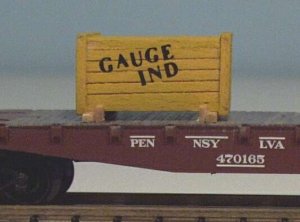 GAUGE
IND
PEN NSY LVA
470165